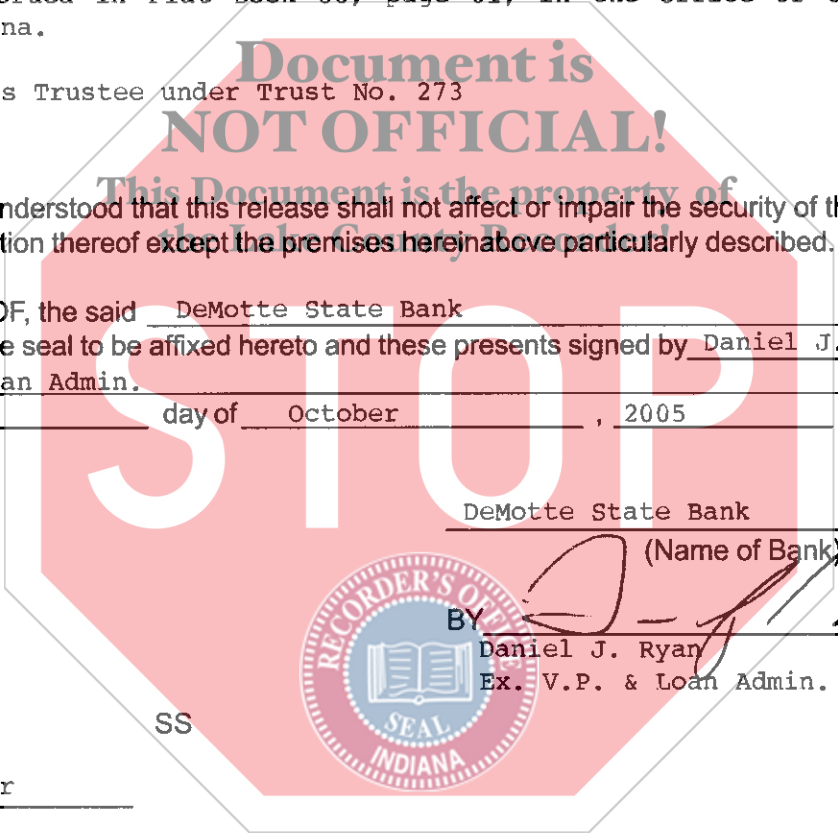 na.
Document is
s Trustee under Trust No. 273
NOT OFFICIAL!
This Document is the property of
nderstood that this release shall not affect or impair the security of th
the Lake County Recorder!
tion thereof except the premises hereinabove particularly described.
OF, the said DeMotte State Bank
e seal to be affixed hereto and these presents signed by Daniel J.
an Admin.
day of October , 2005
STOP
DeMotte State Bank
(Name of Bank)
BY
Daniel J. Ryan
Ex. V.P. & Loan Admin.
RECORDER'S OFFICE
SEAL
INDIANA
SS
r